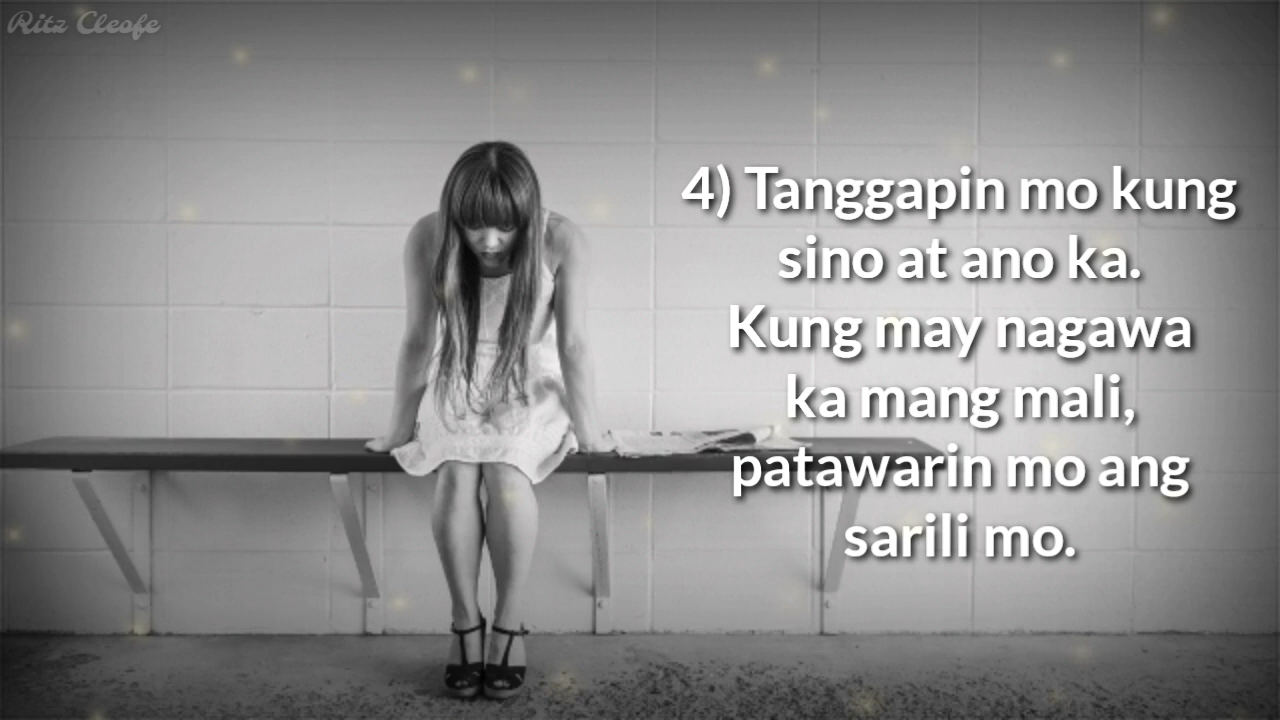 Ritz Cleofe
4) Tanggapin mo kung
sino at ano ka.
Kung may nagawa
ka mang mali,
patawarin mo ang
sarili mo.